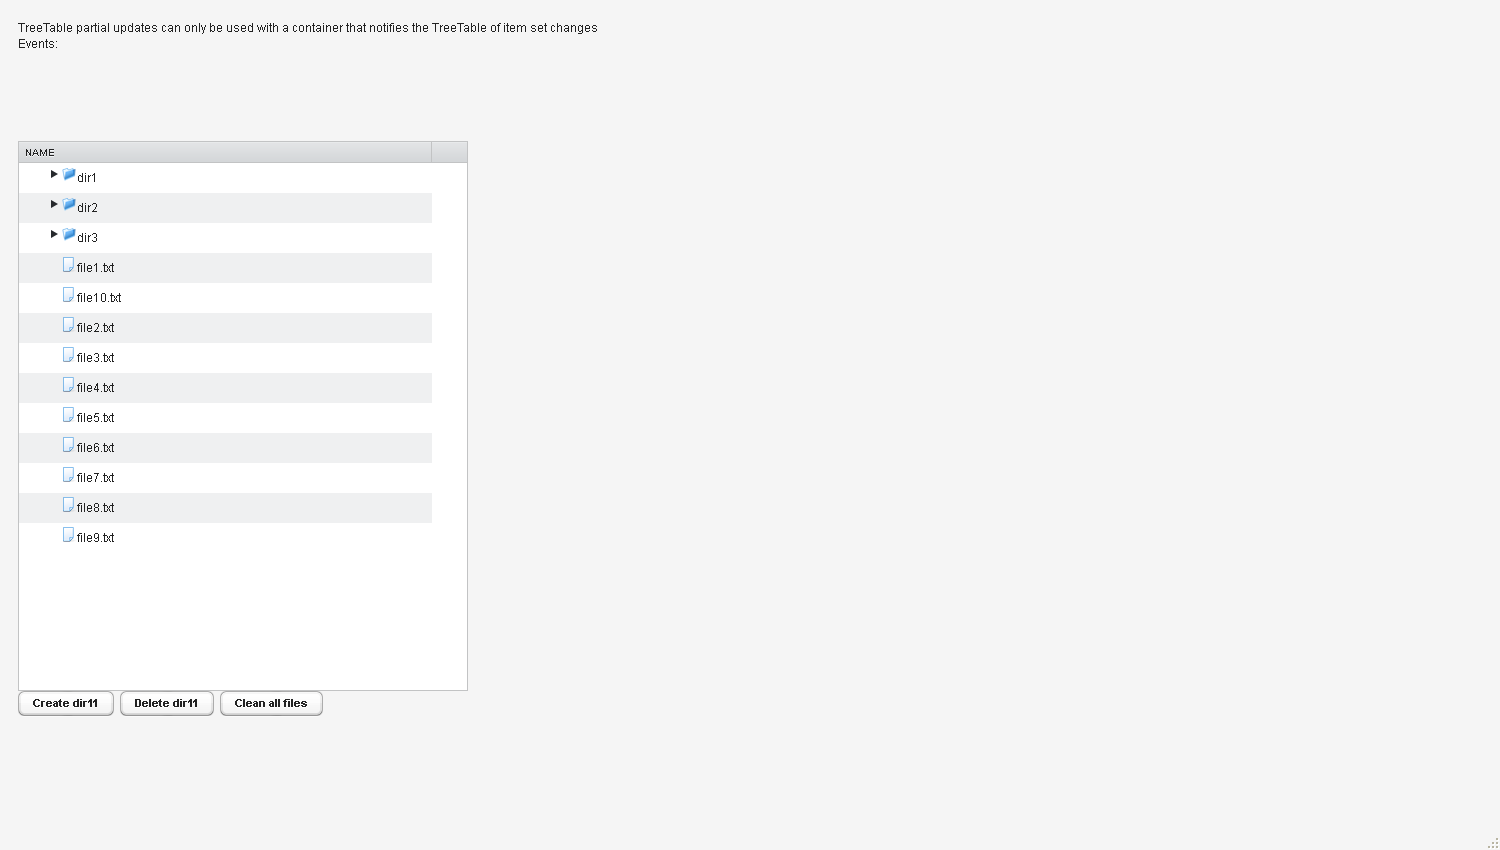 TreeTable partial updates can only be used with a container that notifies the TreeTable of item set changes
Events:
NAME
dir1
dir2
dir3
file1.txt
file10.txt
file2.txt
file3.txt
file4.txt
file5.txt
file6.txt
file7.txt
file8.txt
file9.txt
Create dir11 Delete dir11 Clean all files